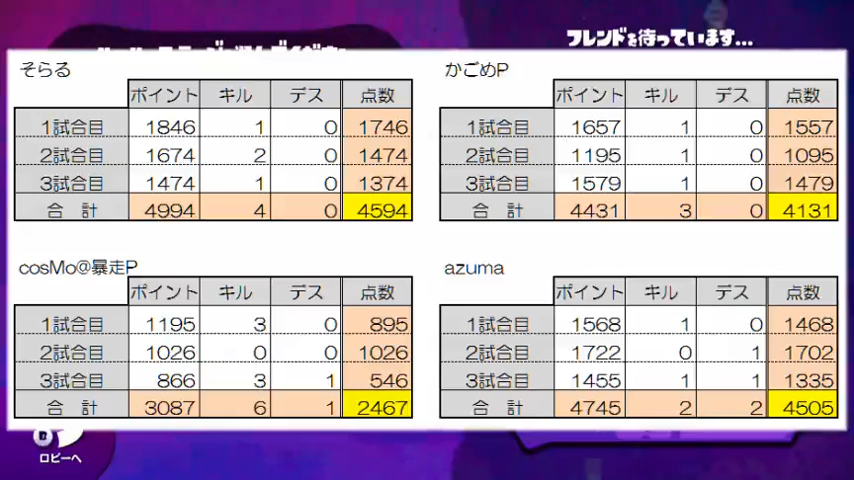 フレンドを待っています...
そらる
ポイント キル デス 点数
1試合目 1846 1 0 1746
2試合目 1674 2 0 1474
3試合目 1474 1 0 1374
合計 4994 4 0 4594
かごめP
ポイント キル デス 点数
1試合目 1657 1 0 1557
2試合目 1195 1 0 1095
3試合目 1579 1 0 1479
合計 4431 3 0 4131
cosMo@暴走P
ポイント キル デス 点数
1試合目 1195 3 0 895
2試合目 1026 0 0 1026
3試合目 866 3 1 546
合計 3087 6 1 2467
azuma
ポイント キル デス 点数
1試合目 1568 1 0 1468
2試合目 1722 0 1 1702
3試合目 1455 1 1 1335
合計 4745 2 2 4505
ロビーへ